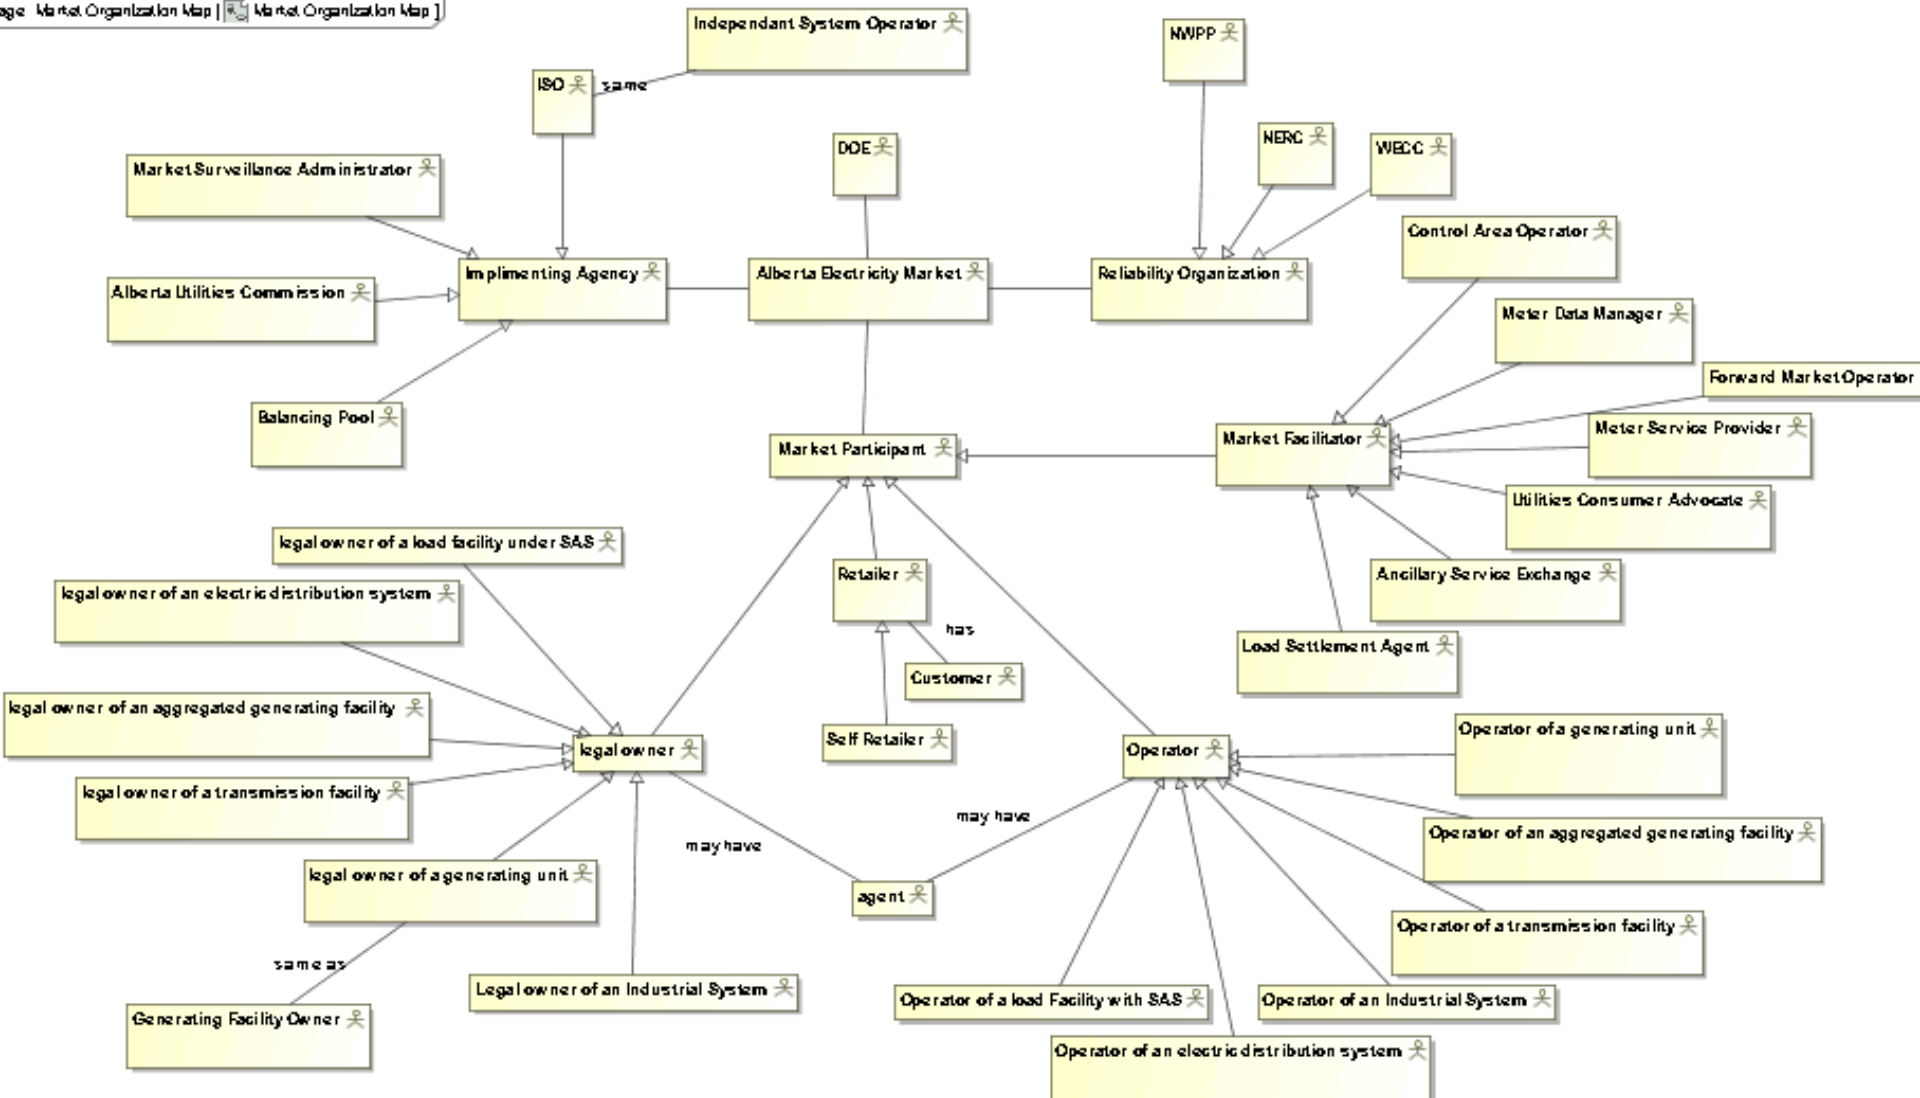 age Market Organization Map [ Market Organization Map ]
Independant System Operator
NWPP
ISO
same
NERC
WECC
DOE
Market Surveillance Administrator
Control Area Operator
Implimenting Agency
Alberta Electricity Market
Reliability Organization
Alberta Utilities Commission
Meter Data Manager
Forward Market Operator
Balancing Pool
Market Participant
Market Facilitator
Meter Service Provider
Utilities Consumer Advocate
legal owner of a load facility under SAS
Retailer
Ancillary Service Exchange
legal owner of an electric distribution system
has
Load Settlement Agent
Customer
legal owner of an aggregated generating facility
Self Retailer
legal owner
Operator
Operator of a generating unit
legal owner of a transmission facility
may have
may have
Operator of an aggregated generating facility
legal owner of a generating unit
agent
Operator of a transmission facility
same as
Legal owner of an Industrial System
Operator of a load Facility with SAS
Operator of an Industrial System
Generating Facility Owner
Operator of an electric distribution system